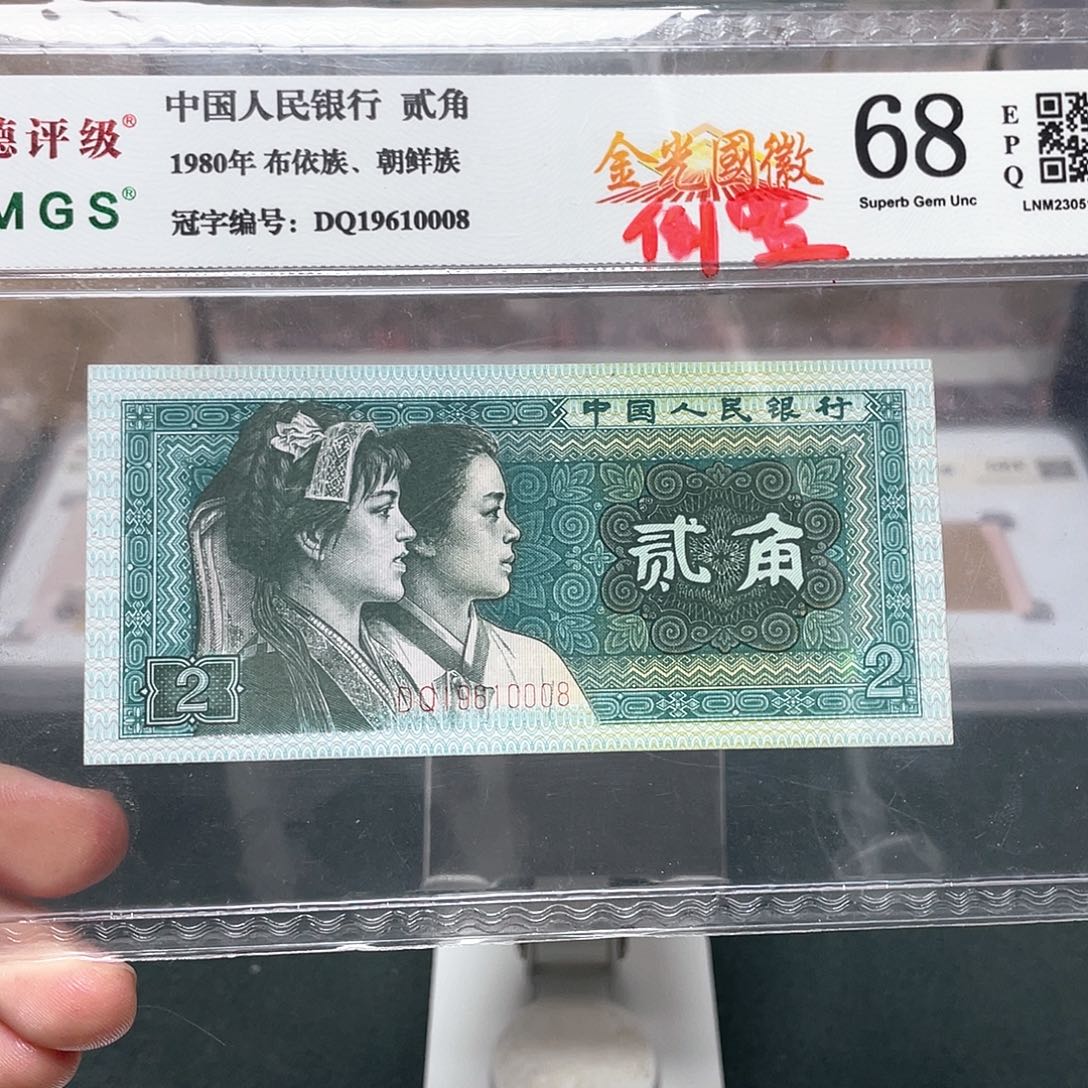 德评级®
MGS®
中国人民银行 贰角
1980年 布依族、朝鲜族
冠字编号：DQ19610008
金光國徽
68
Superb Gem Unc
EPQ
LNM2305
中国人民银行
贰角
2
2
DQ19610008